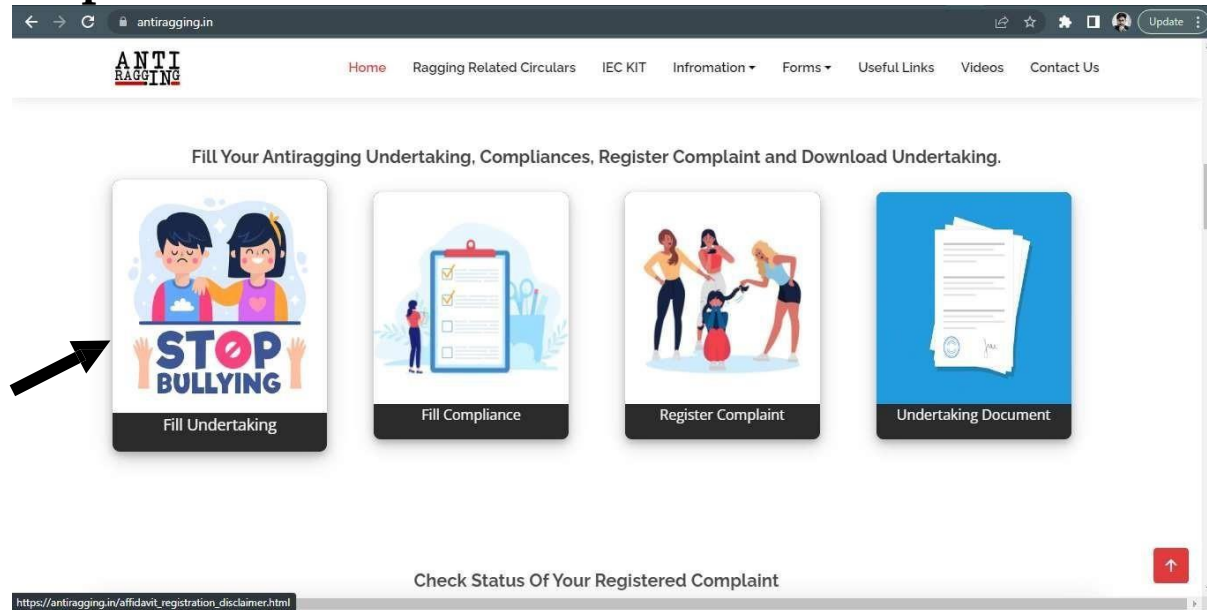 antiragging.in
Update
ANTI
RAGGING
Home Ragging Related Circulars IEC KIT Infromation Forms Useful Links Videos Contact Us
Fill Your Antiragging Undertaking, Compliances, Register Complaint and Download Undertaking.
STOP
BULLYING
Fill Undertaking
Fill Compliance
Register Complaint
Undertaking Document
Check Status Of Your Registered Complaint
https://antiragging.in/affidavit_registration_disclaimer.html